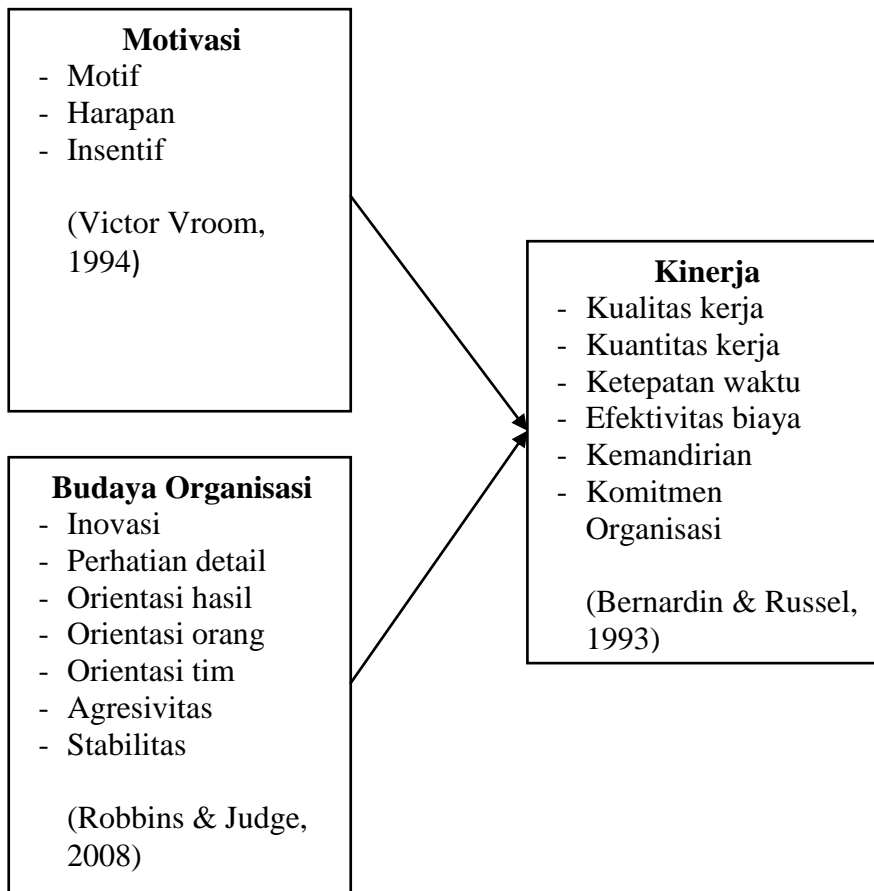 Motivasi
- Motif
- Harapan
- Insentif
(Victor Vroom,
1994)
Budaya Organisasi
- Inovasi
- Perhatian detail
- Orientasi hasil
- Orientasi orang
- Orientasi tim
- Agresivitas
- Stabilitas
(Robbins & Judge,
2008)
Kinerja
- Kualitas kerja
- Kuantitas kerja
- Ketepatan waktu
- Efektivitas biaya
- Kemandirian
- Komitmen
Organisasi
(Bernardin & Russel,
1993)